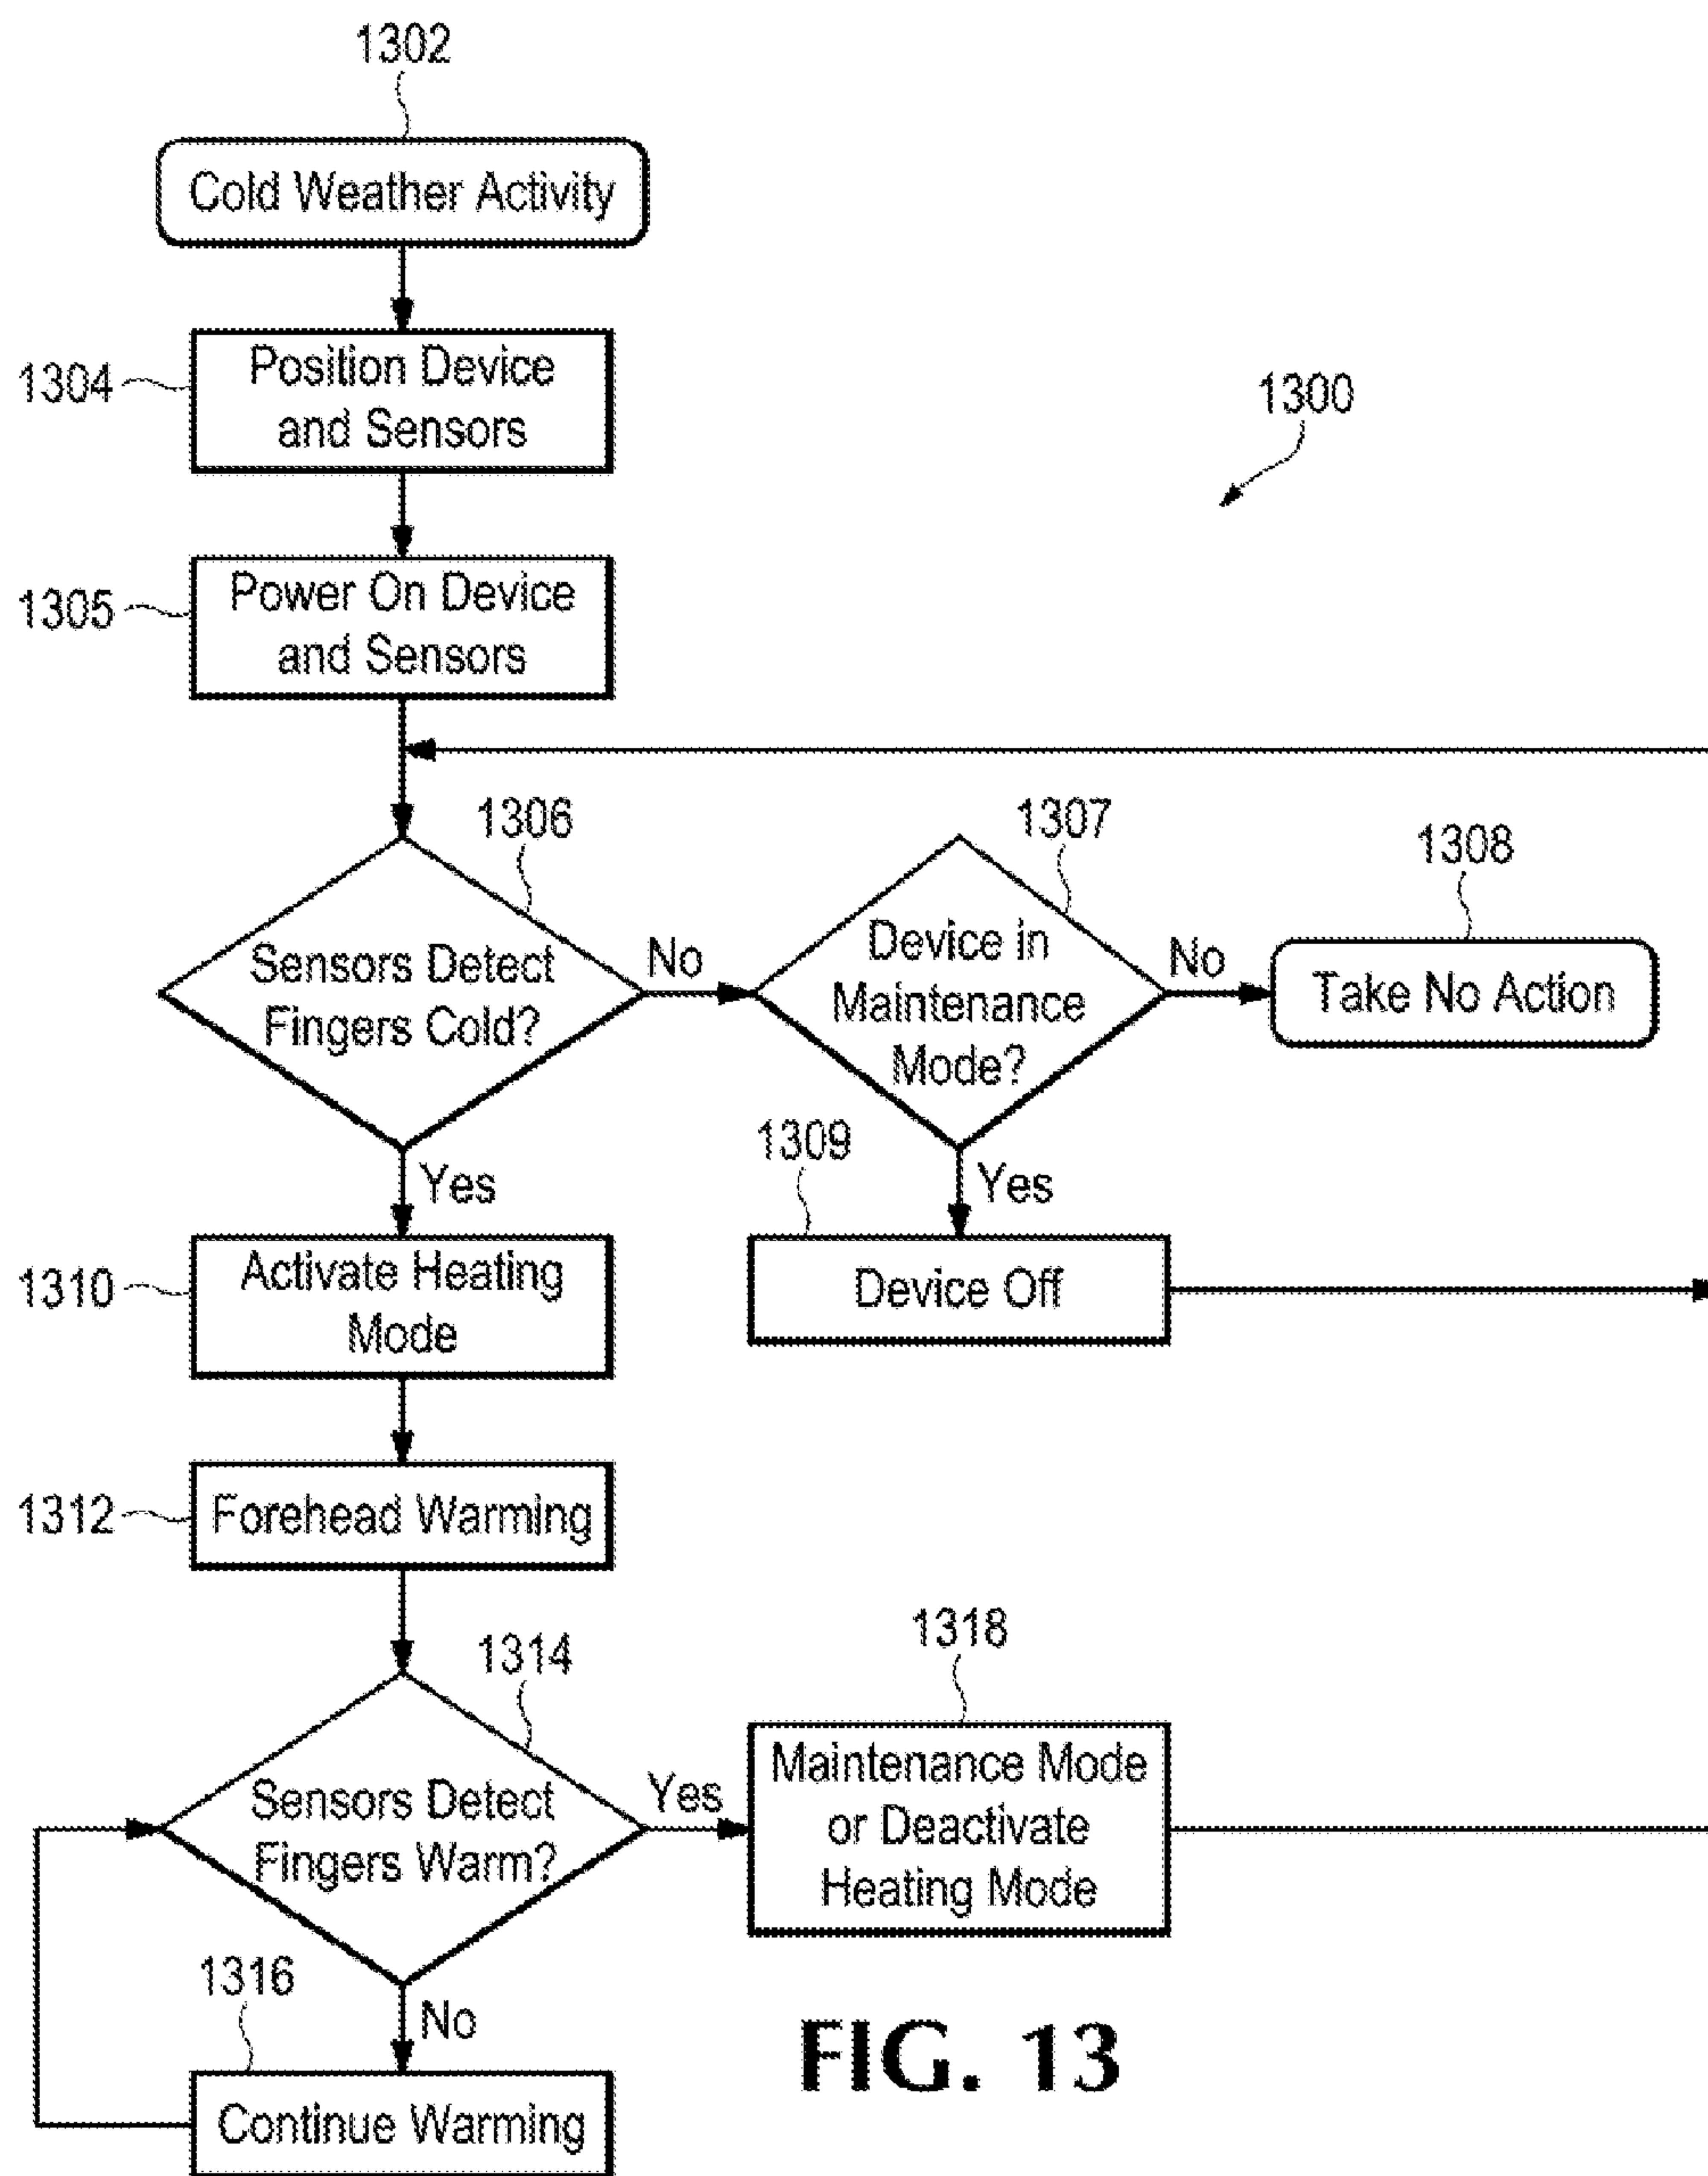 1302
Cold Weather Activity
1304
Position Device
and Sensors
1300
1305
Power On Device
and Sensors
1306
Sensors Detect
Fingers Cold?
No
1307
Device in
Maintenance
Mode?
No
1308
Take No Action
Yes
1309
Yes
Device Off
1310
Activate Heating
Mode
1312
Forehead Warming
1314
Sensors Detect
Fingers Warm?
Yes
1318
Maintenance Mode
or Deactivate
Heating Mode
1316
No
Continue Warming
FIG. 13